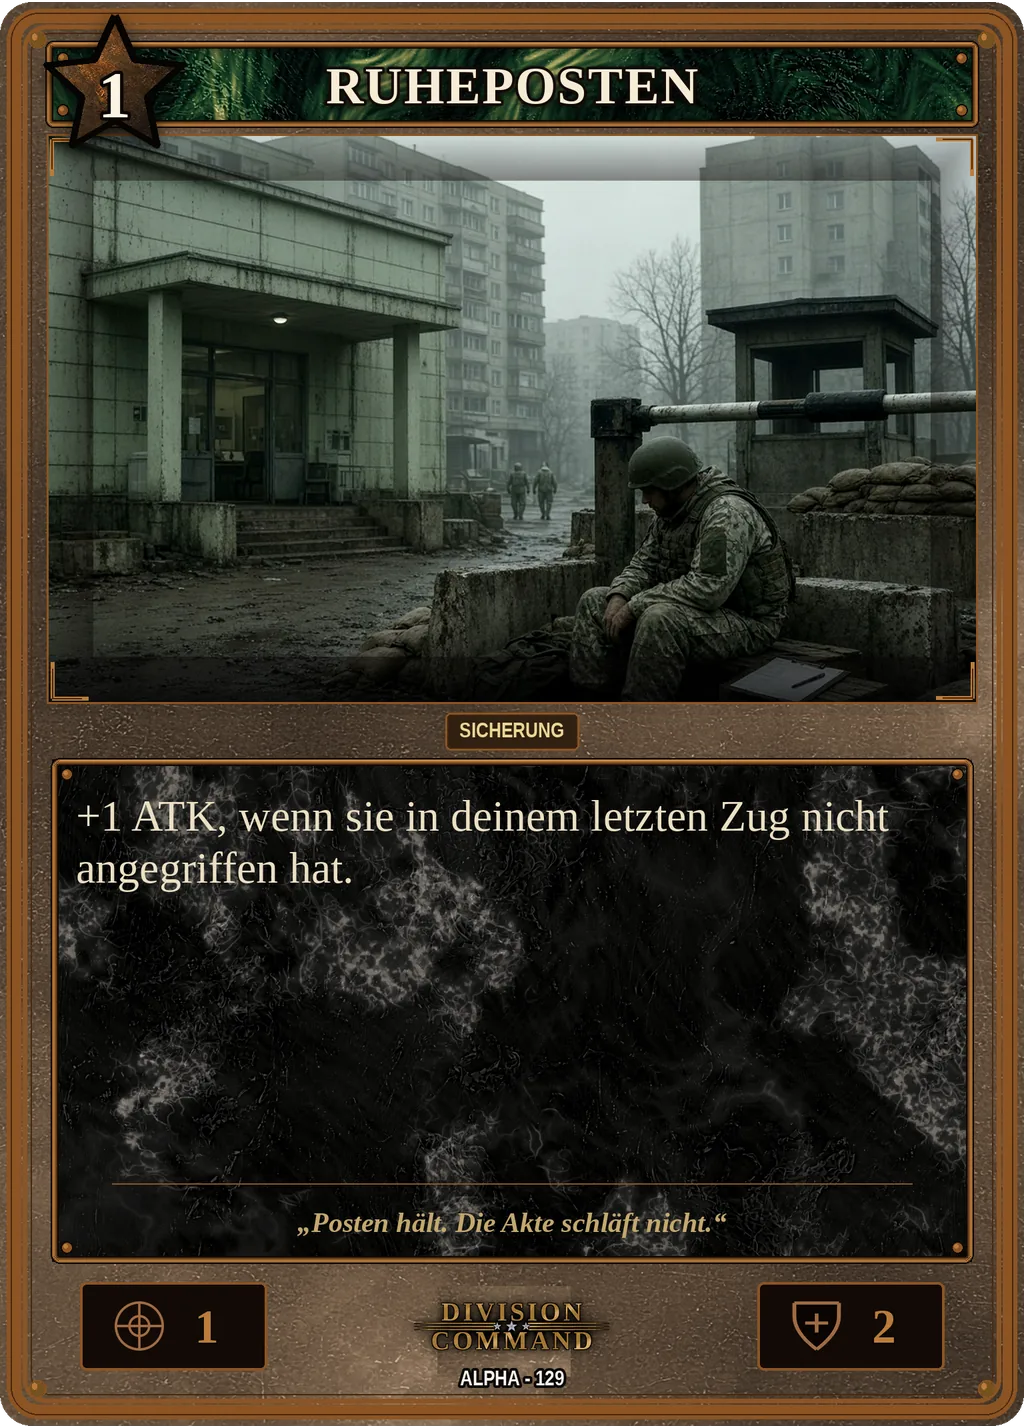 1
RUHEPOSTEN
SICHERUNG
+1 ATK, wenn sie in deinem letzten Zug nicht
angegriffen hat.
„Posten hält. Die Akte schläft nicht.“
1
DIVISION
COMMAND
2
ALPHA - 129